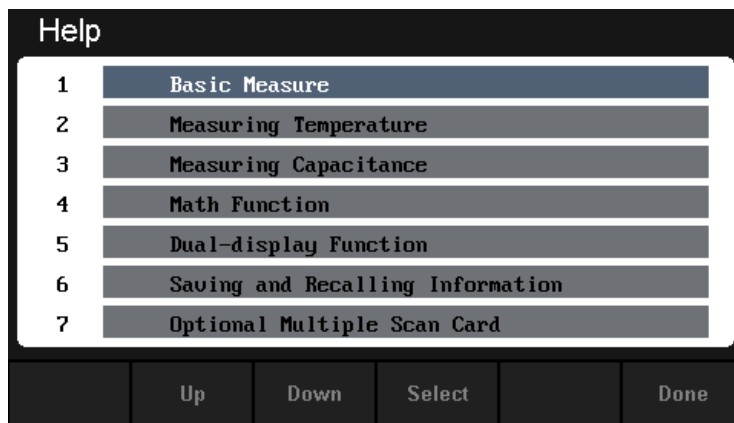 Help
1 Basic Measure
2 Measuring Temperature
3 Measuring Capacitance
4 Math Function
5 Dual-display Function
6 Saving and Recalling Information
7 Optional Multiple Scan Card
Up Down Select Done